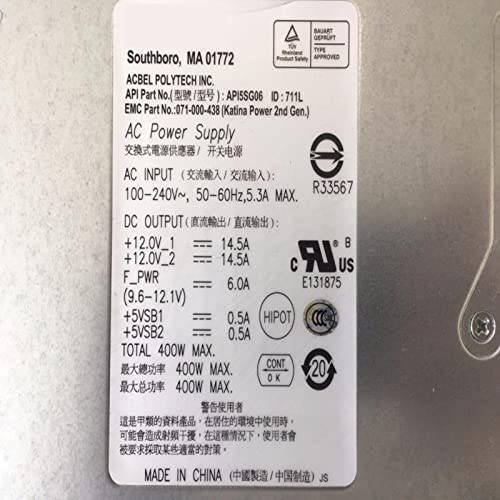 Southboro, MA 01772
ACBEL POLYTECH INC.
API Part No.(型號/型号): API5SG06 ID : 711L
EMC Part No.:071-000-438 (Katina Power 2nd Gen.)
TÜV
Rheinland
Product Safety
BAUART
GEPRÜFT
TYPE
APPROVED
AC Power Supply
交換式電源供應器/ 开关电源
AC INPUT (交流輸入/ 交流输入):
100-240V~, 50-60Hz,5.3A MAX.
R33567
DC OUTPUT(直流輸出/ 直流输出):
+12.0V_1 14.5A
+12.0V_2 14.5A
F_PWR
(9.6-12.1V) 6.0A
+5VSB1 0.5A
+5VSB2 0.5A
c RU US B
E131875
HIPOT
CCC
TOTAL 400W MAX.
最大總功率 400W MAX.
最大总功率 400W MAX.
CONT
O K
20
警告使用者
這是甲類的資料產品，在居住的環境中使用時，
可能會造成射頻干擾，在這種情況下，使用者會
被要求採取某些適當的對策.
MADE IN CHINA (中國製造/中国制造) JS